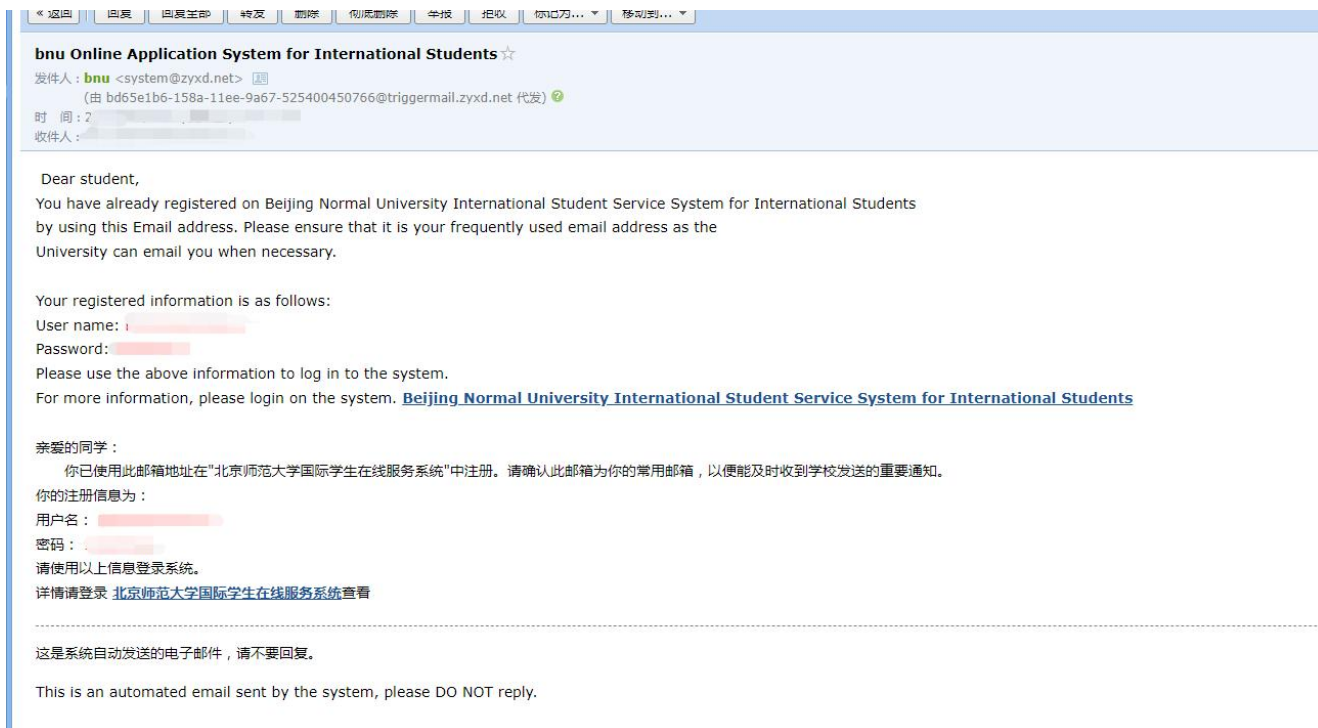 « 返回 回复 回复全部 转发 删除 彻底删除 举报 拒收 标记为... 移动到...
bnu Online Application System for International Students
发件人：bnu <system@zyxd.net>
(由 bd65e1b6-158a-11ee-9a67-525400450766@triggermail.zyxd.net 代发)
时 间：2
收件人：
Dear student,
You have already registered on Beijing Normal University International Student Service System for International Students
by using this Email address. Please ensure that it is your frequently used email address as the
University can email you when necessary.
Your registered information is as follows:
User name:
Password:
Please use the above information to log in to the system.
For more information, please login on the system. Beijing Normal University International Student Service System for International Students
亲爱的同学：
你已使用此邮箱地址在"北京师范大学国际学生在线服务系统"中注册。请确认此邮箱为你的常用邮箱，以便能及时收到学校发送的重要通知。
你的注册信息为：
用户名：
密码：
请使用以上信息登录系统。
详情请登录 北京师范大学国际学生在线服务系统查看
这是系统自动发送的电子邮件，请不要回复。
This is an automated email sent by the system, please DO NOT reply.